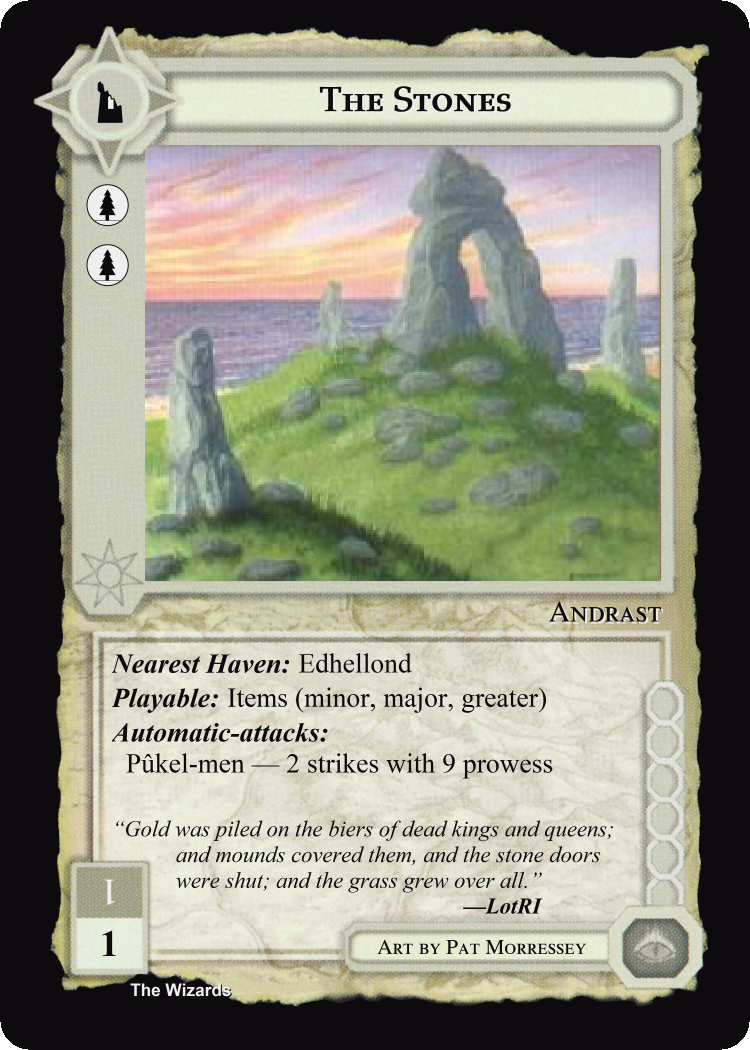 The Stones
Andrast
Nearest Haven: Edhellond
Playable: Items (minor, major, greater)
Automatic-attacks:
Pûkel-men — 2 strikes with 9 prowess
“Gold was piled on the biers of dead kings and queens;
and mounds covered them, and the stone doors
were shut; and the grass grew over all.”
—LotRI
1
1
Art by Pat Morressey
The Wizards